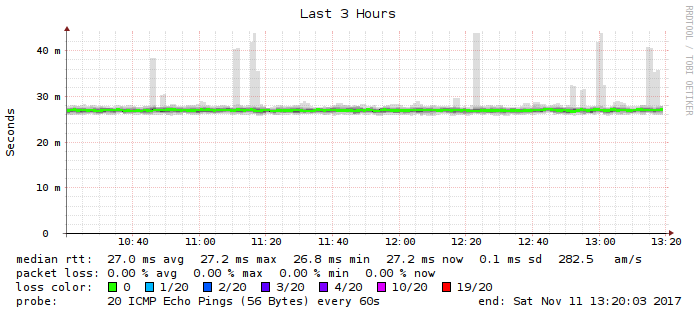 Last 3 Hours
RRDTOOL / TOBI OETIKER
Seconds
40 m
30 m
20 m
10 m
0
10:40 11:00 11:20 11:40 12:00 12:20 12:40 13:00 13:20
median rtt: 27.0 ms avg 27.2 ms max 26.8 ms min 27.2 ms now 0.1 ms sd 282.5 am/s
packet loss: 0.00 % avg 0.00 % max 0.00 % min 0.00 % now
loss color: 0 1/20 2/20 3/20 4/20 10/20 19/20
probe: 20 ICMP Echo Pings (56 Bytes) every 60s end: Sat Nov 11 13:20:03 2017